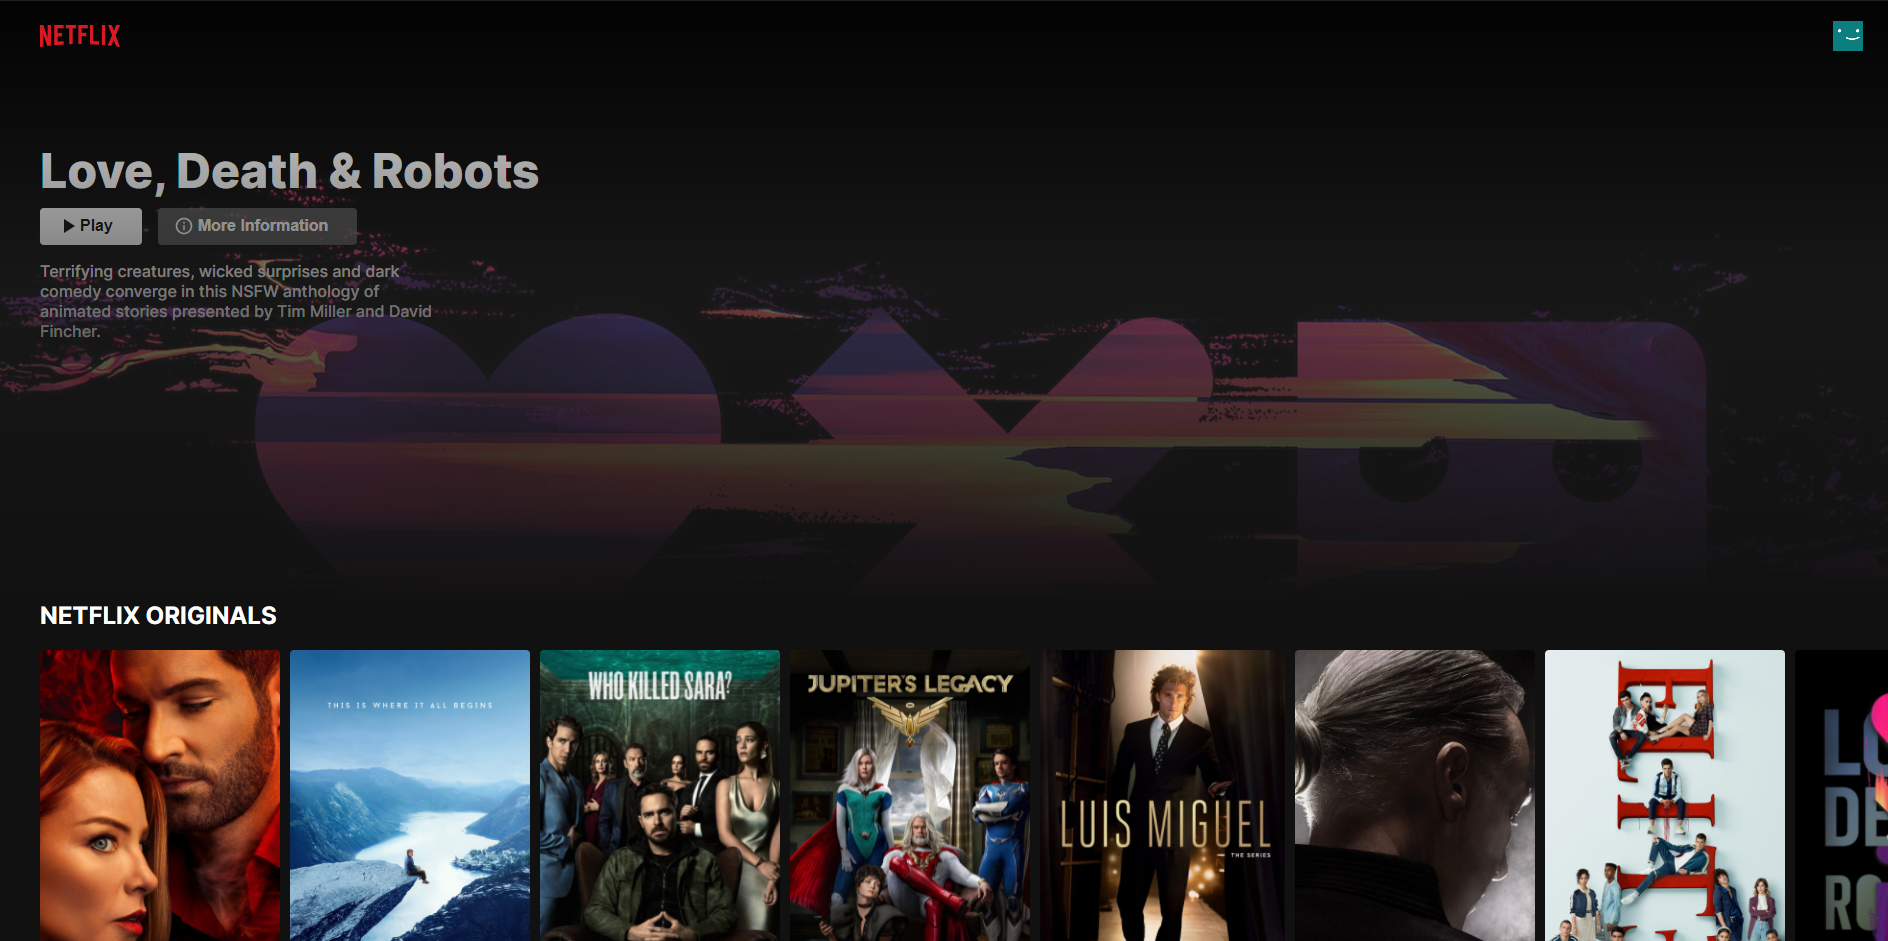 NETFLIX
Love, Death & Robots
Play
More Information
Terrifying creatures, wicked surprises and dark
comedy converge in this NSFW anthology of
animated stories presented by Tim Miller and David
Fincher.
NETFLIX ORIGINALS
THIS IS WHERE IT ALL BEGINS
WHO KILLED SARA?
JUPITER'S LEGACY
LUIS MIGUEL
THE SERIES
ELIT
LO
DE
RO